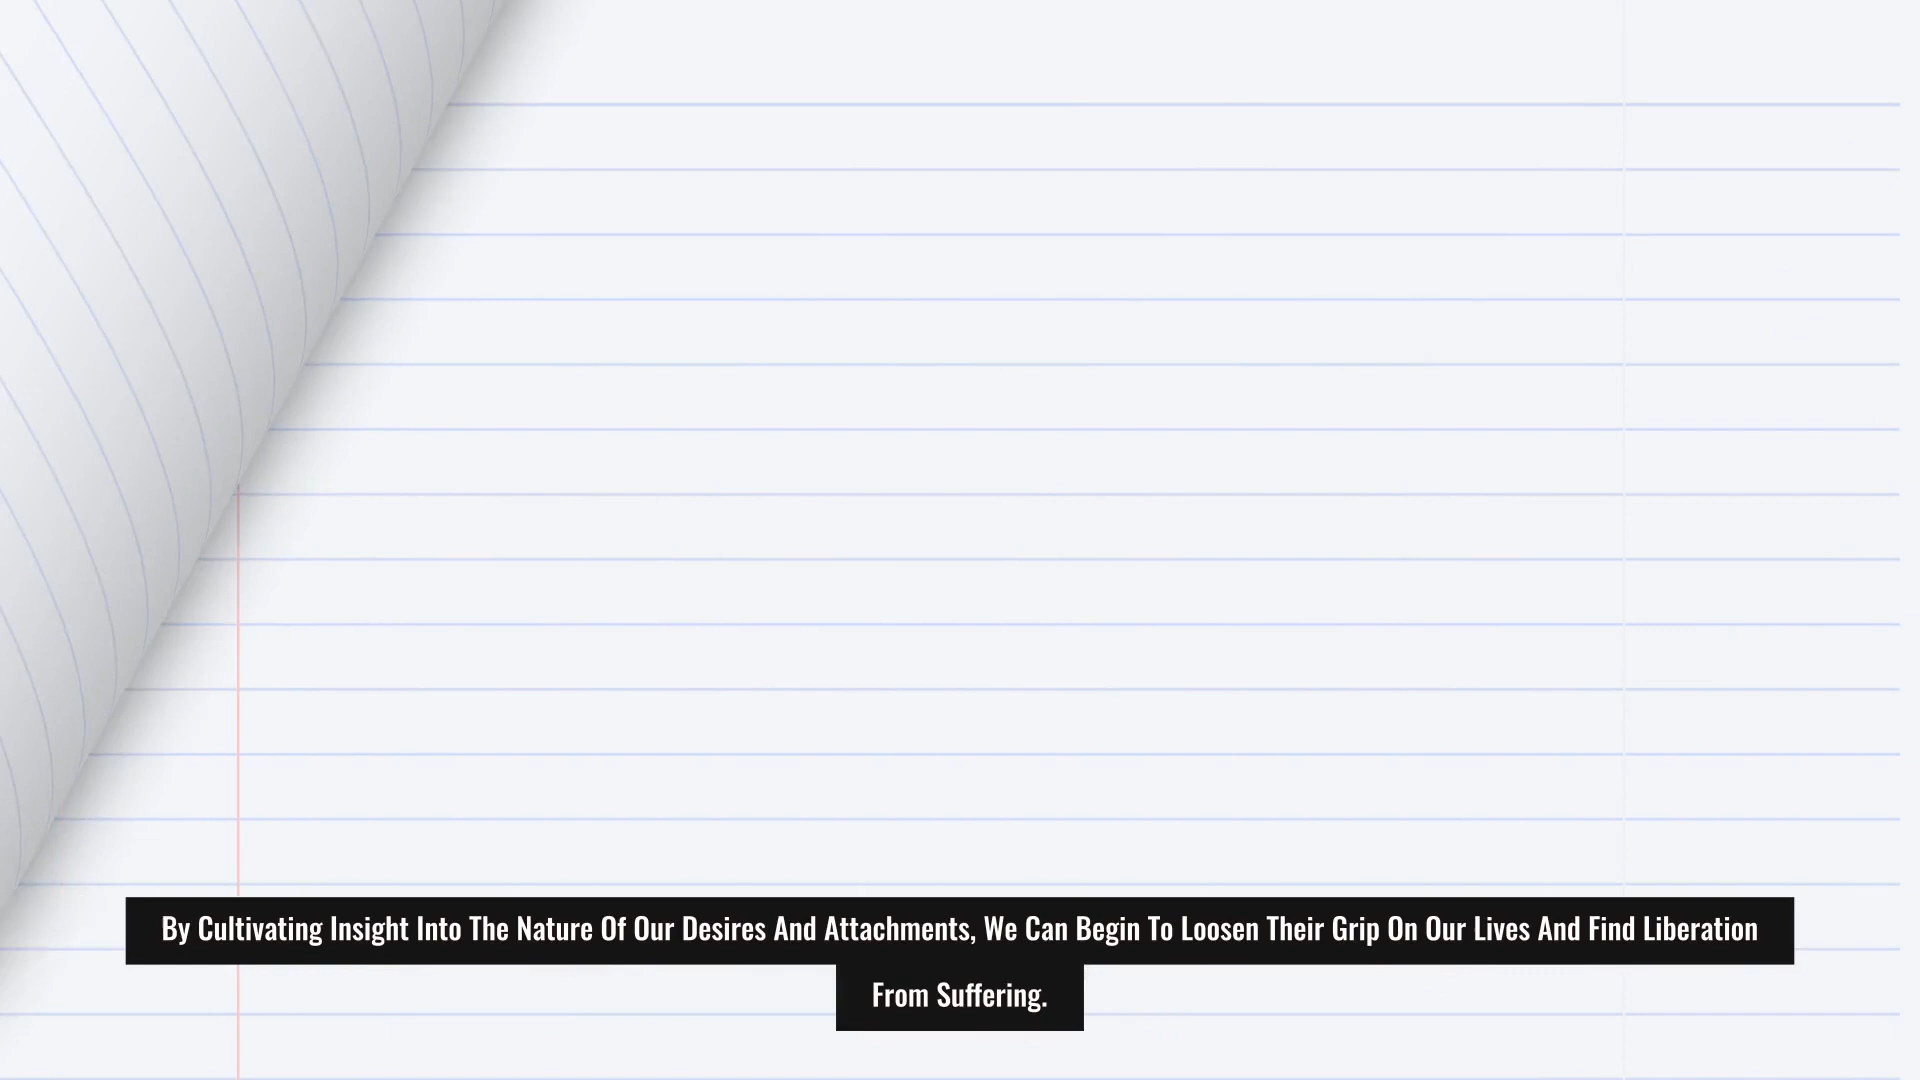 By Cultivating Insight Into The Nature Of Our Desires And Attachments, We Can Begin To Loosen Their Grip On Our Lives And Find Liberation
From Suffering.